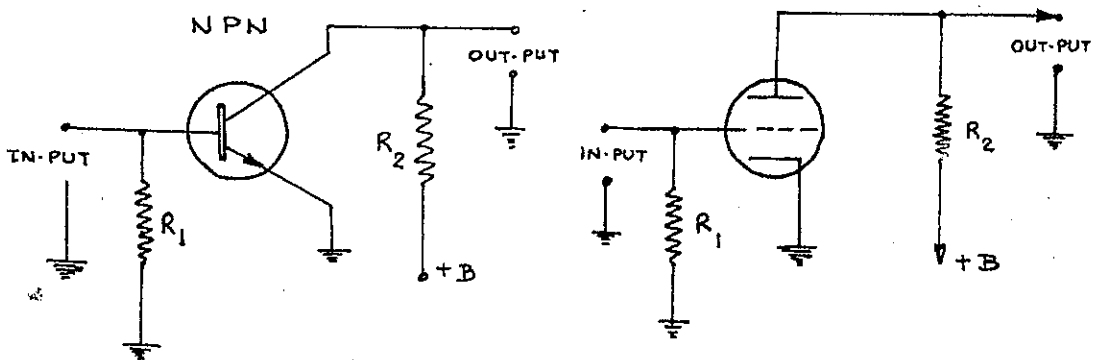 NPN
OUT-PUT
IN-PUT
R2
R1
+B
OUT-PUT
IN-PUT
R2
R1
+B